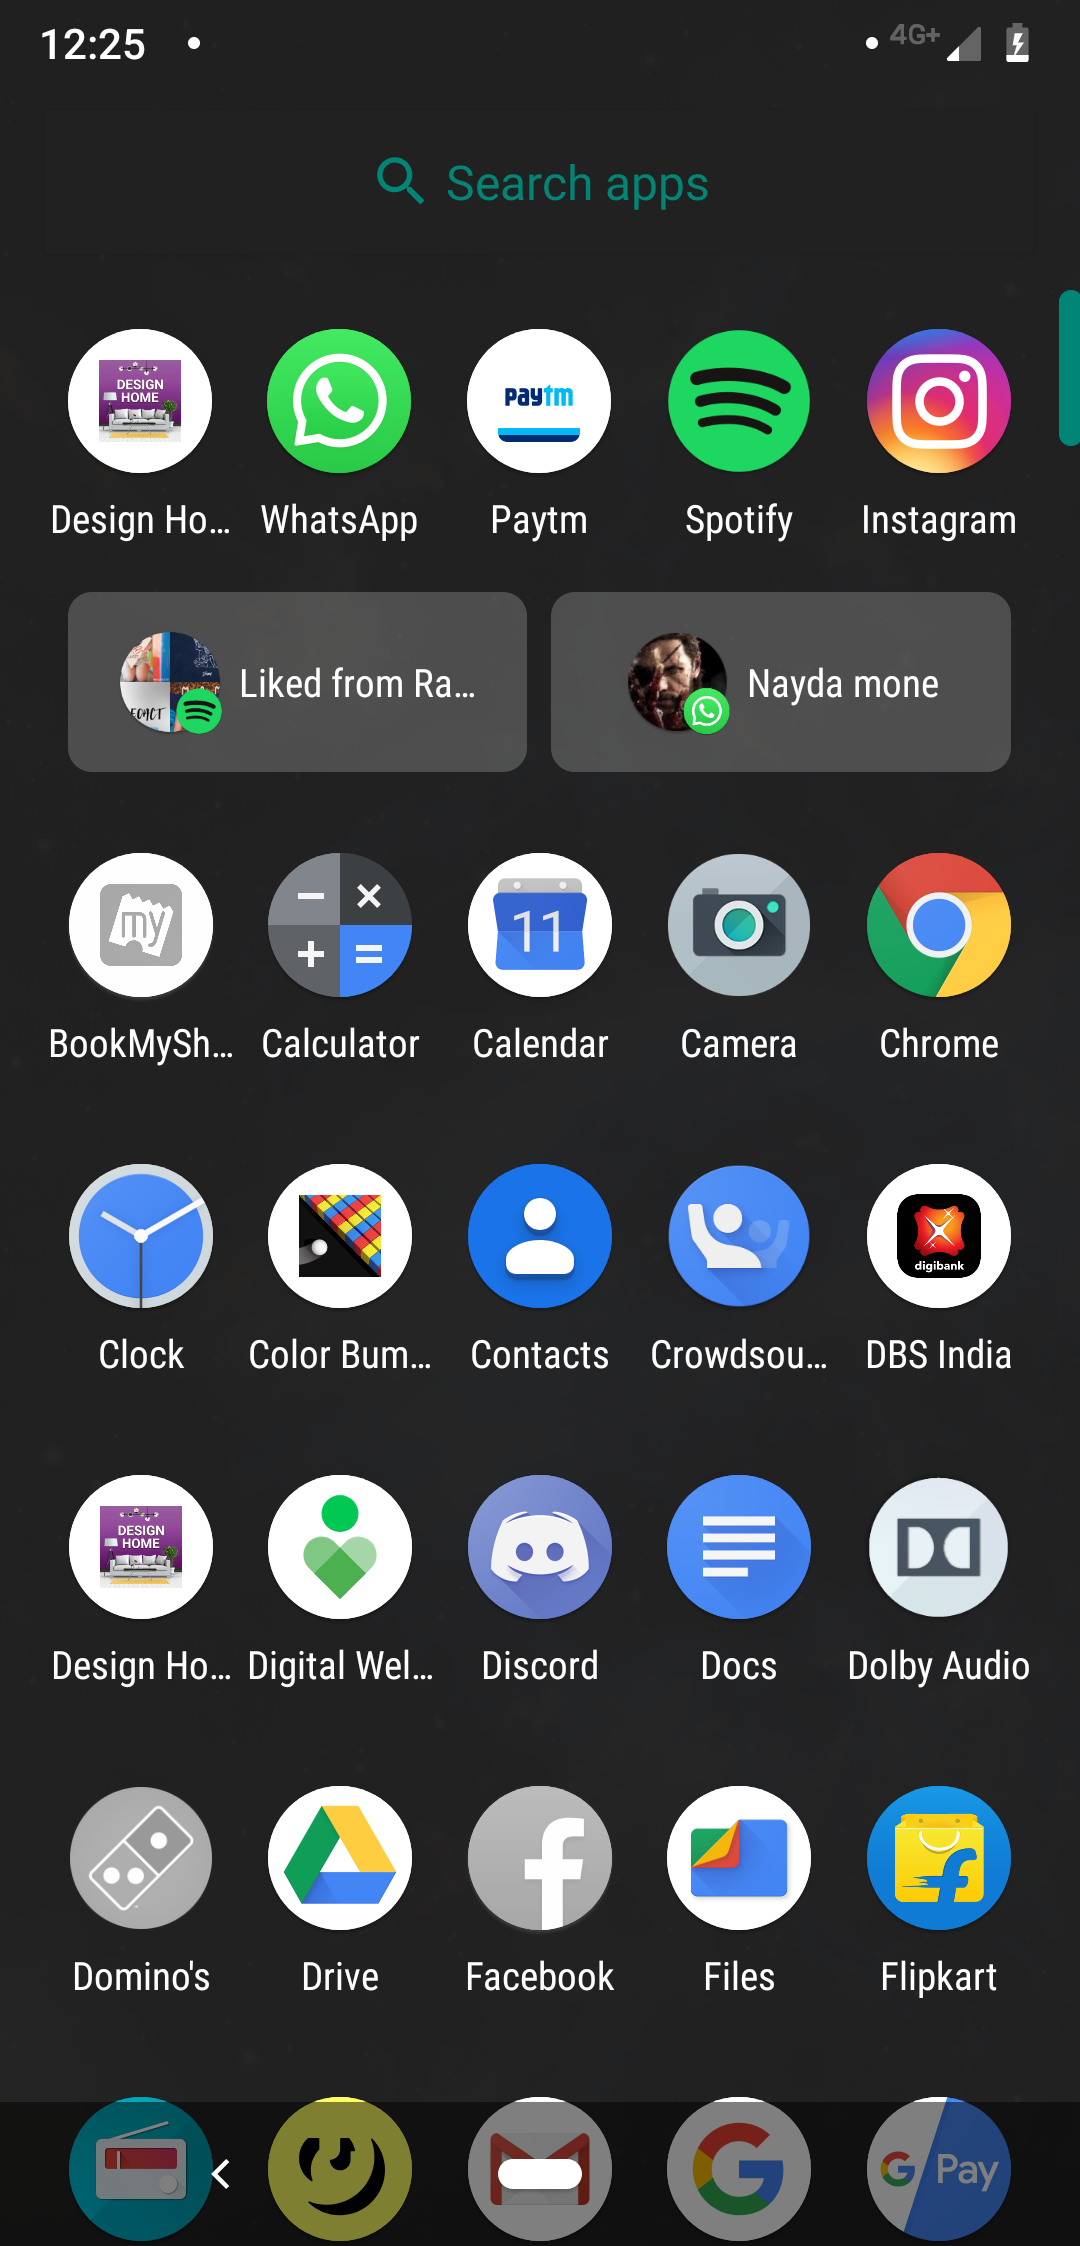 12:25
4G+
Search apps
DESIGN
HOME
Paytm
Design Ho...
WhatsApp
Paytm
Spotify
Instagram
Liked from Ra...
Nayda mone
my
11
BookMySh...
Calculator
Calendar
Camera
Chrome
digibank
Clock
Color Bum...
Contacts
Crowdsou...
DBS India
DESIGN
HOME
Design Ho...
Digital Wel...
Discord
Docs
Dolby Audio
Domino's
Drive
Facebook
Files
Flipkart
G Pay